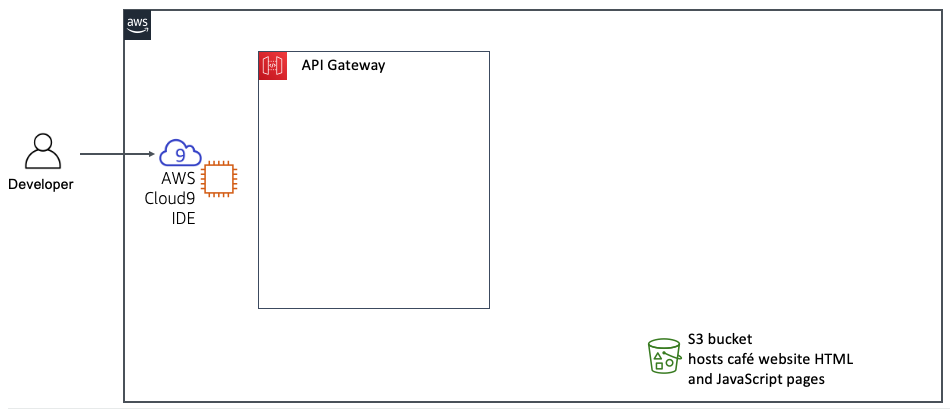 aws
API Gateway
9
Developer
AWS
Cloud9
IDE
S3 bucket
hosts café website HTML
and JavaScript pages